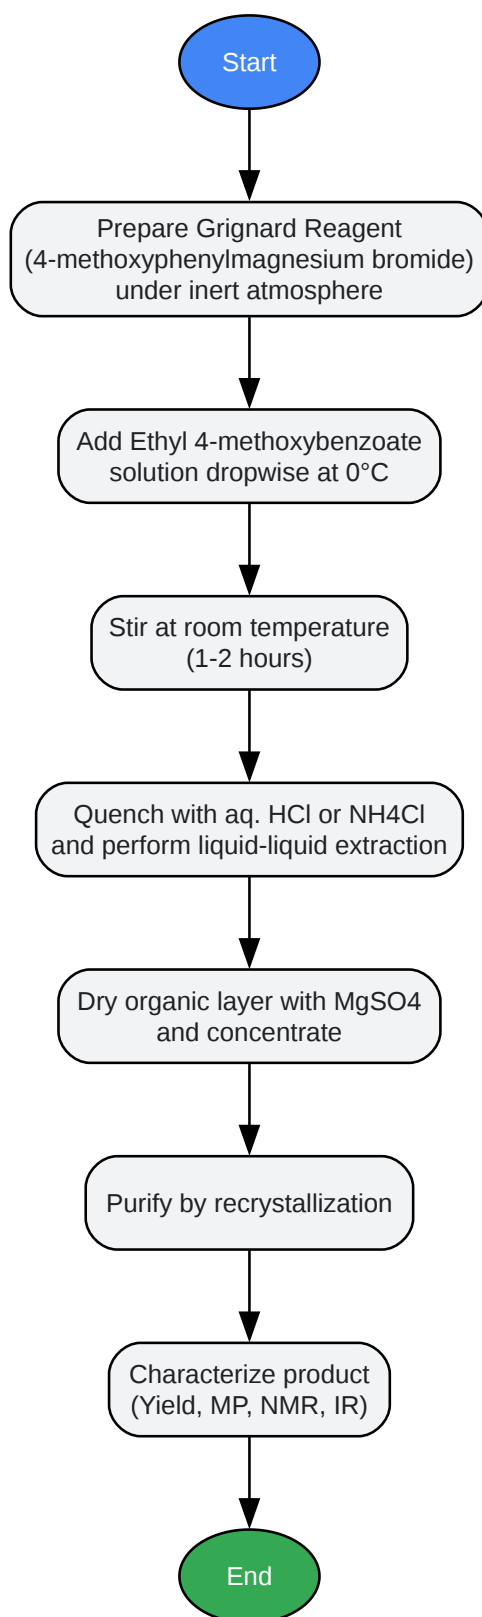 Start
Prepare Grignard Reagent
(4-methoxyphenylmagnesium bromide)
under inert atmosphere
Add Ethyl 4-methoxybenzoate
solution dropwise at 0°C
Stir at room temperature
(1-2 hours)
Quench with aq. HCl or NH4Cl
and perform liquid-liquid extraction
Dry organic layer with MgSO4
and concentrate
Purify by recrystallization
Characterize product
(Yield, MP, NMR, IR)
End